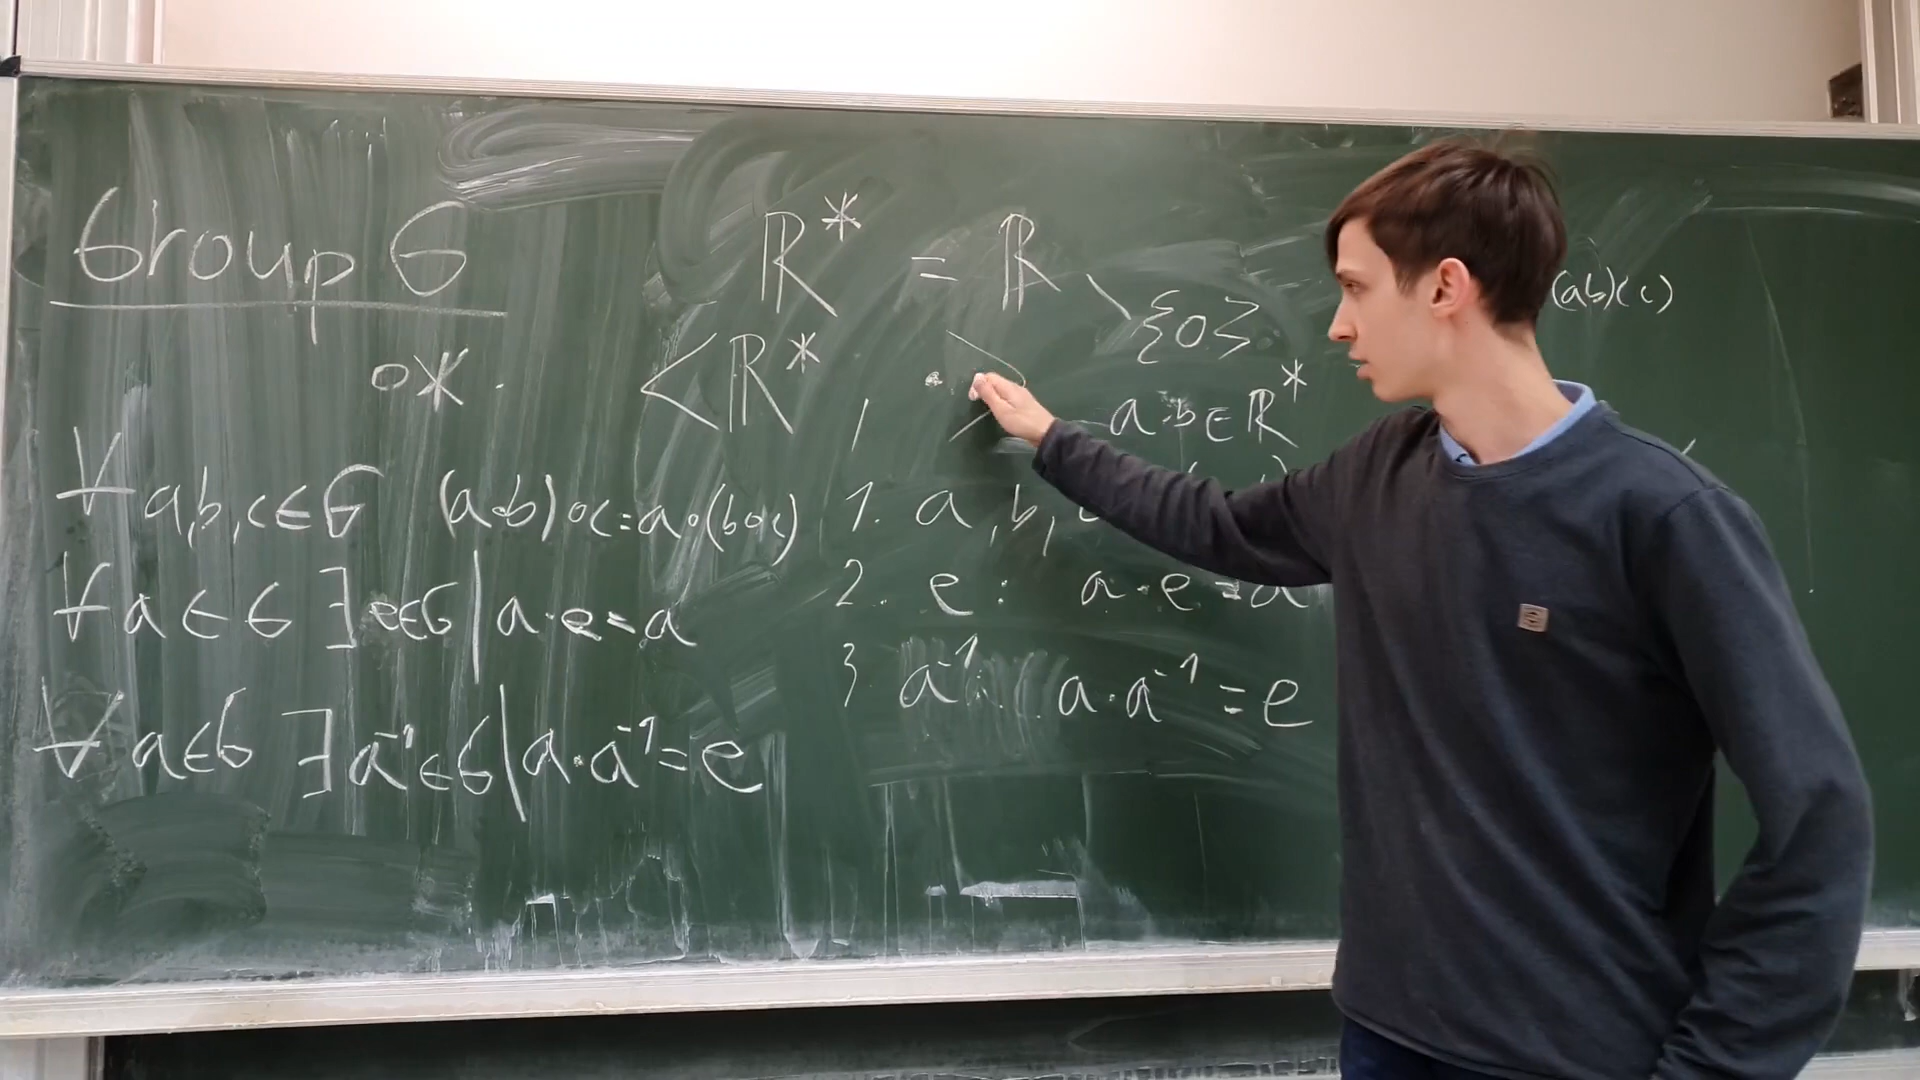 Group G
∘ * ·
∀ a,b,c∈G (a∘b)∘c=a∘(b∘c)
∀ a∈G ∃ e∈G | a·e=a
∀ a∈G ∃ a⁻¹∈G | a·a⁻¹=e
ℝ* = ℝ \ {0}
<ℝ*, · >
a·b∈ℝ*
1. a, b,
2. e: a·e=a
3 a⁻¹: a·a⁻¹=e
(ab)(c)